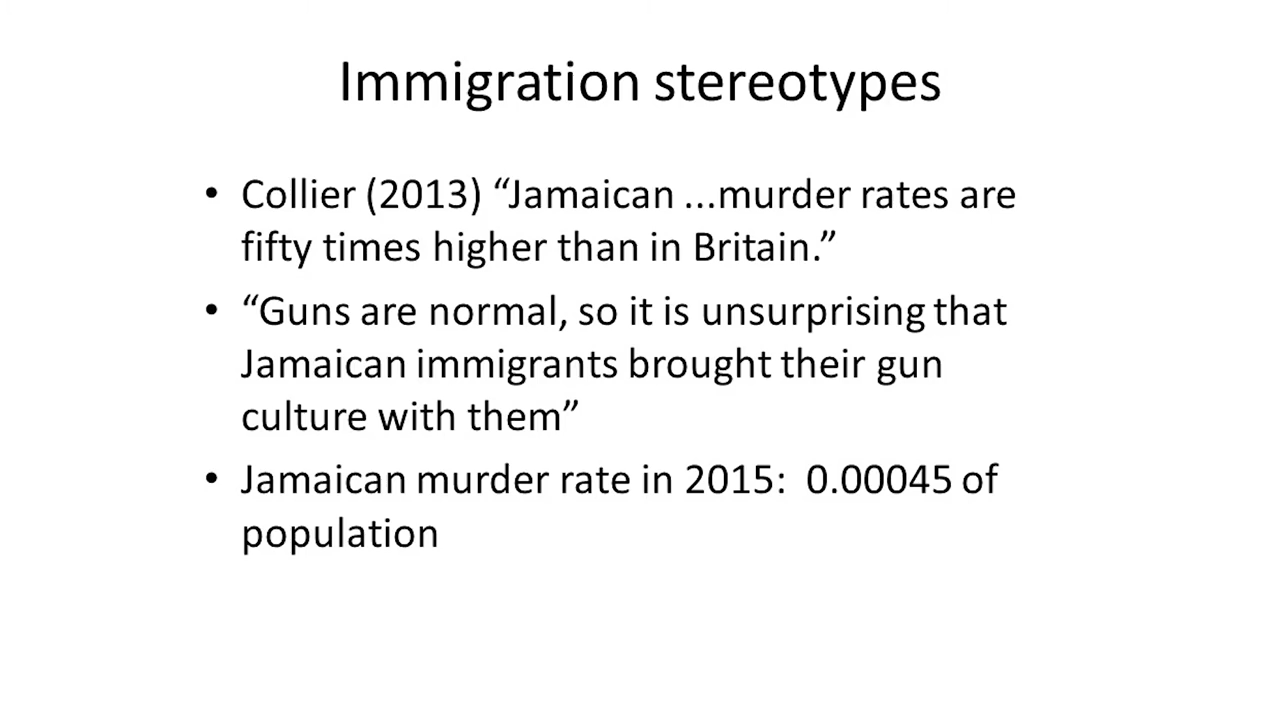 Immigration stereotypes
• Collier (2013) “Jamaican ...murder rates are
fifty times higher than in Britain.”
• “Guns are normal, so it is unsurprising that
Jamaican immigrants brought their gun
culture with them”
• Jamaican murder rate in 2015:  0.00045 of
population